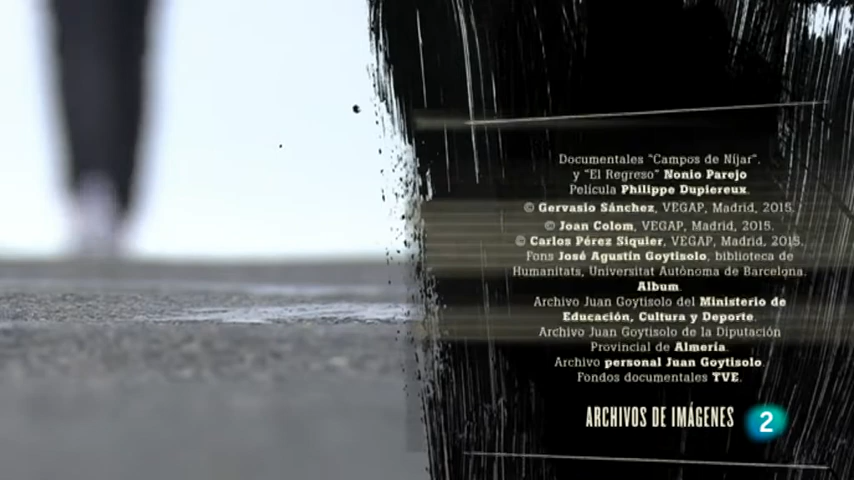 Documentales "Campos de Níjar",
y "El Regreso" Nonio Parejo
Película Philippe Dupiereux.
© Gervasio Sánchez, VEGAP, Madrid, 2015.
© Joan Colom, VEGAP, Madrid, 2015.
© Carlos Pérez Siquier, VEGAP, Madrid, 2015.
Fons José Agustín Goytisolo, biblioteca de
Humanitats, Universitat Autònoma de Barcelona.
Album.
Archivo Juan Goytisolo del Ministerio de
Educación, Cultura y Deporte.
Archivo Juan Goytisolo de la Diputación
Provincial de Almería.
Archivo personal Juan Goytisolo.
Fondos documentales TVE.
ARCHIVOS DE IMÁGENES
2